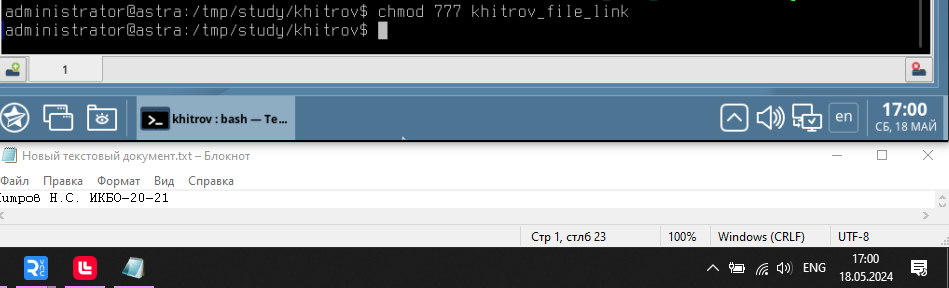 administrator@astra:/tmp/study/khitrov$ chmod 777 khitrov_file_link
administrator@astra:/tmp/study/khitrov$
1
khitrov : bash — Te...
en
17:00
СБ, 18 МАЙ
Новый текстовый документ.txt – Блокнот
Файл Правка Формат Вид Справка
Н.С. ИКБО-20-21
Стр 1, стлб 23
100%
Windows (CRLF)
UTF-8
ENG
17:00
18.05.2024